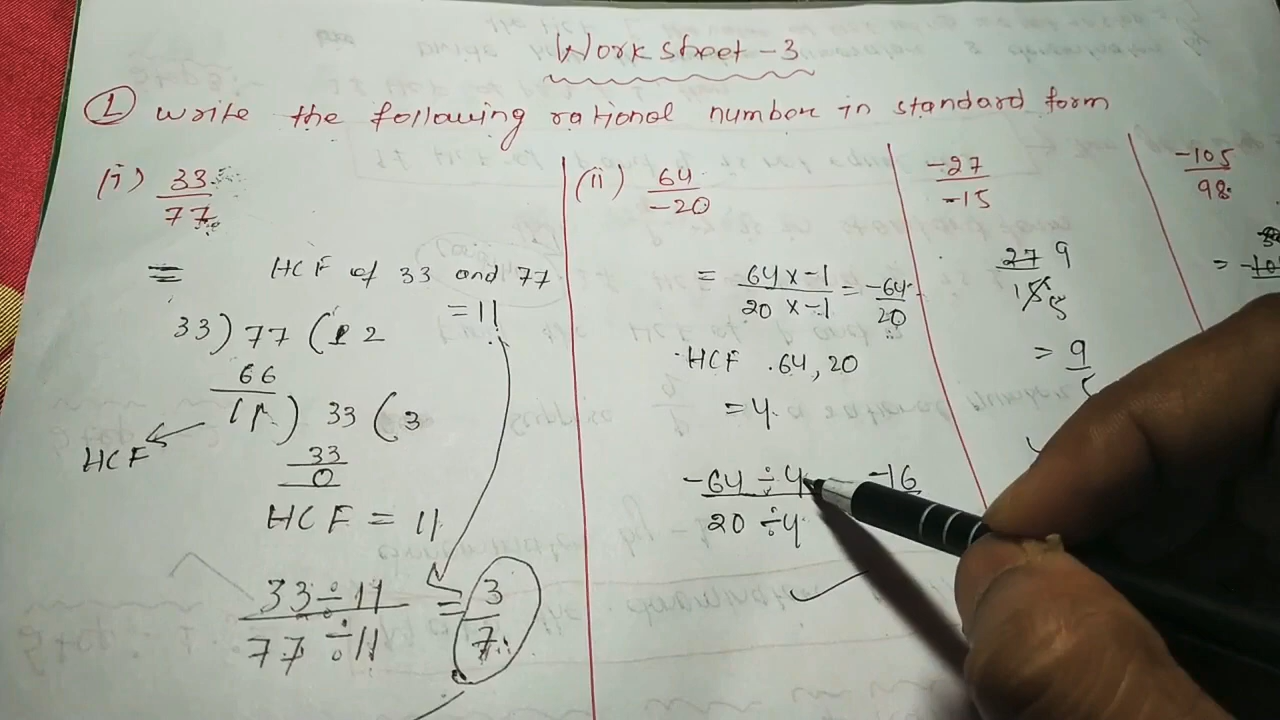 Worksheet-3
① Write the following rational number in standard form
(i) 33/77
= HCF of 33 and 77
= 11
33) 77 (2
66
11) 33 (3
HCF
33
0
HCF = 11
33÷11 / 77÷11 = 3/7
(ii) 64/-20
= 64×-1 / 20×-1 = -64/20
HCF 64, 20
= 4
-64÷4 / 20÷4 -16
-27/-15
27 9
15 5
= 9/5
-105/98
=